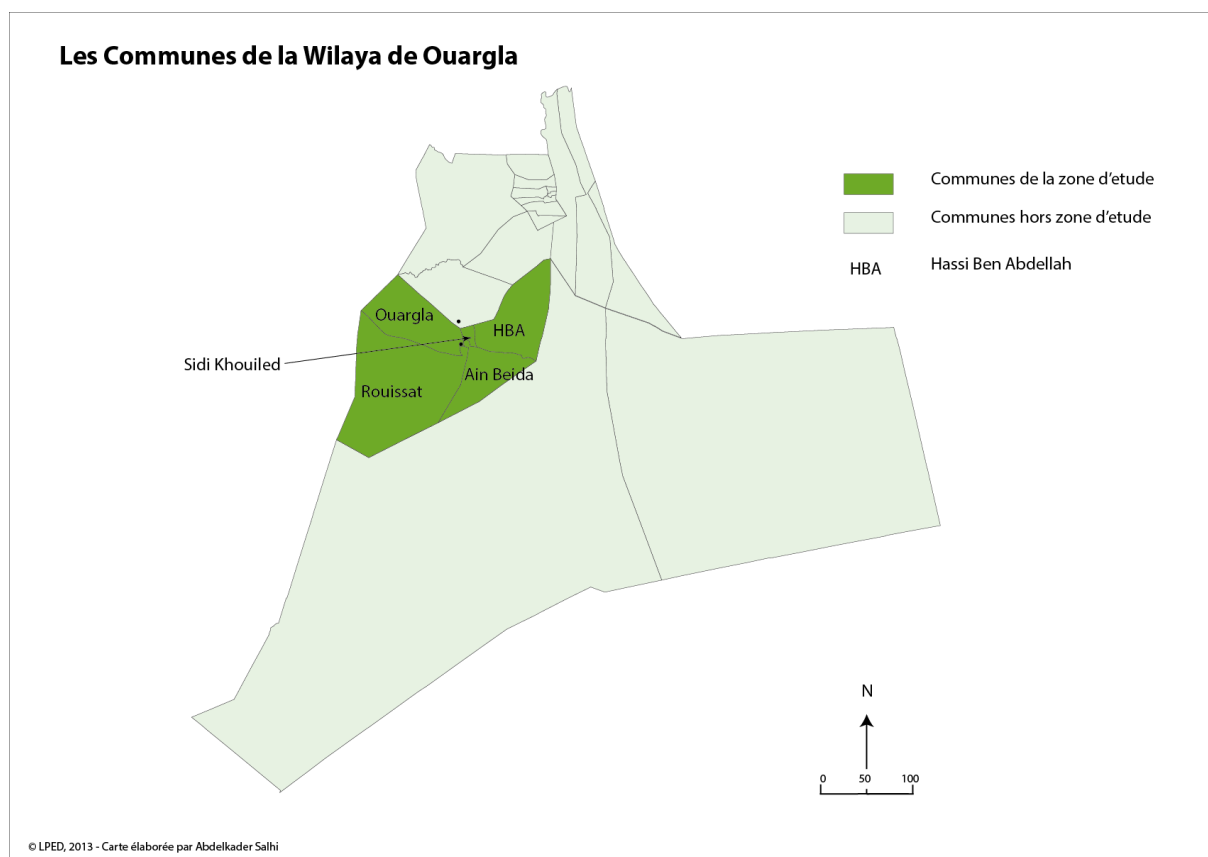 Les Communes de la Wilaya de Ouargla
Communes de la zone d'etude
Communes hors zone d'etude
HBA Hassi Ben Abdellah
Ouargla
HBA
Sidi Khouiled
Ain Beida
Rouissat
N
0 50 100
© LPED, 2013 - Carte élaborée par Abdelkader Salhi